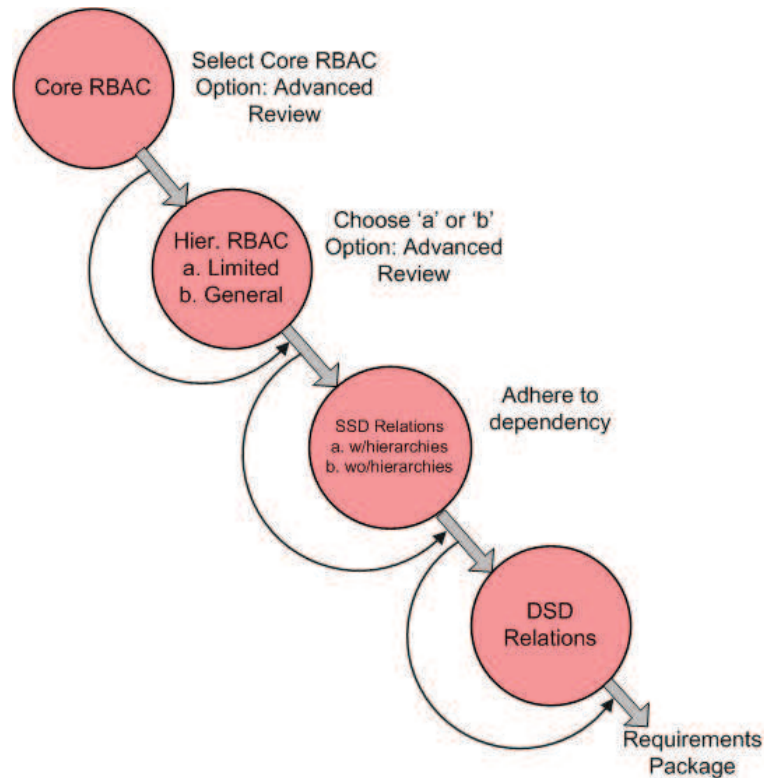 Core RBAC
Select Core RBAC
Option: Advanced
Review
Hier. RBAC
a. Limited
b. General
Choose ‘a’ or ‘b’
Option: Advanced
Review
SSD Relations
a. w/hierarchies
b. wo/hierarchies
Adhere to
dependency
DSD
Relations
Requirements
Package